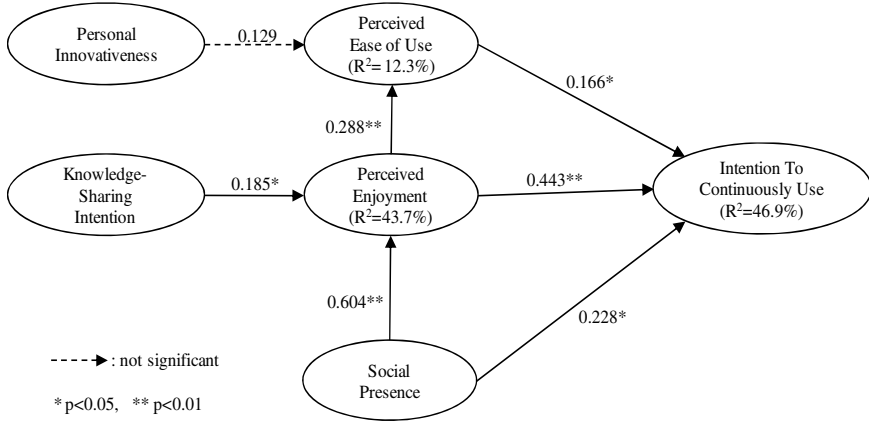 Personal
Innovativeness
0.129
Perceived
Ease of Use
(R²= 12.3%)
0.166*
0.288**
Knowledge-
Sharing
Intention
0.185*
Perceived
Enjoyment
(R²=43.7%)
0.443**
Intention To
Continuously Use
(R²=46.9%)
0.604**
0.228*
Social
Presence
: not significant
* p<0.05, ** p<0.01